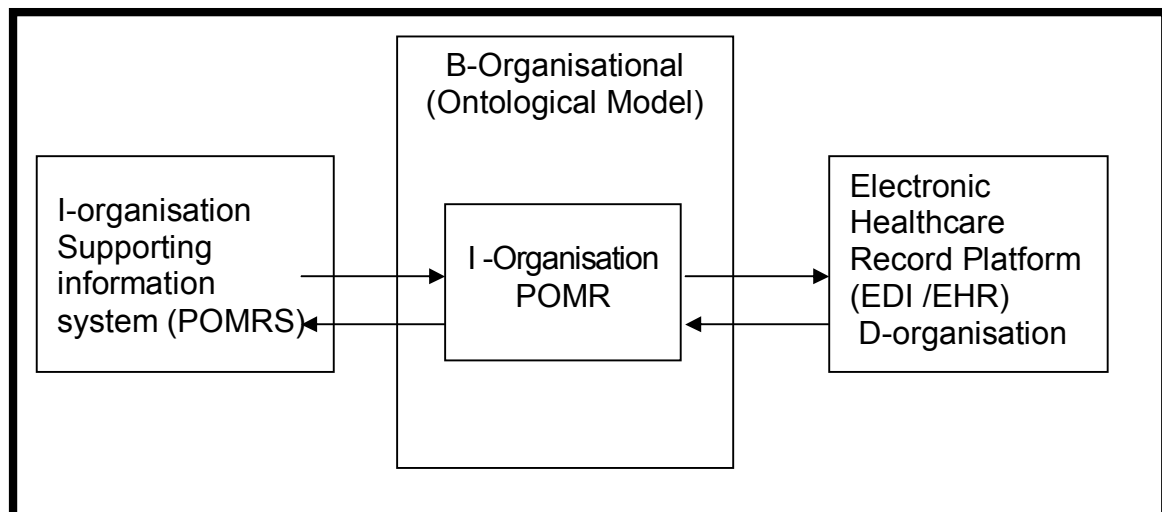 B-Organisational
(Ontological Model)
I-organisation
Supporting
information
system (POMRS)
I -Organisation
POMR
Electronic
Healthcare
Record Platform
(EDI /EHR)
D-organisation